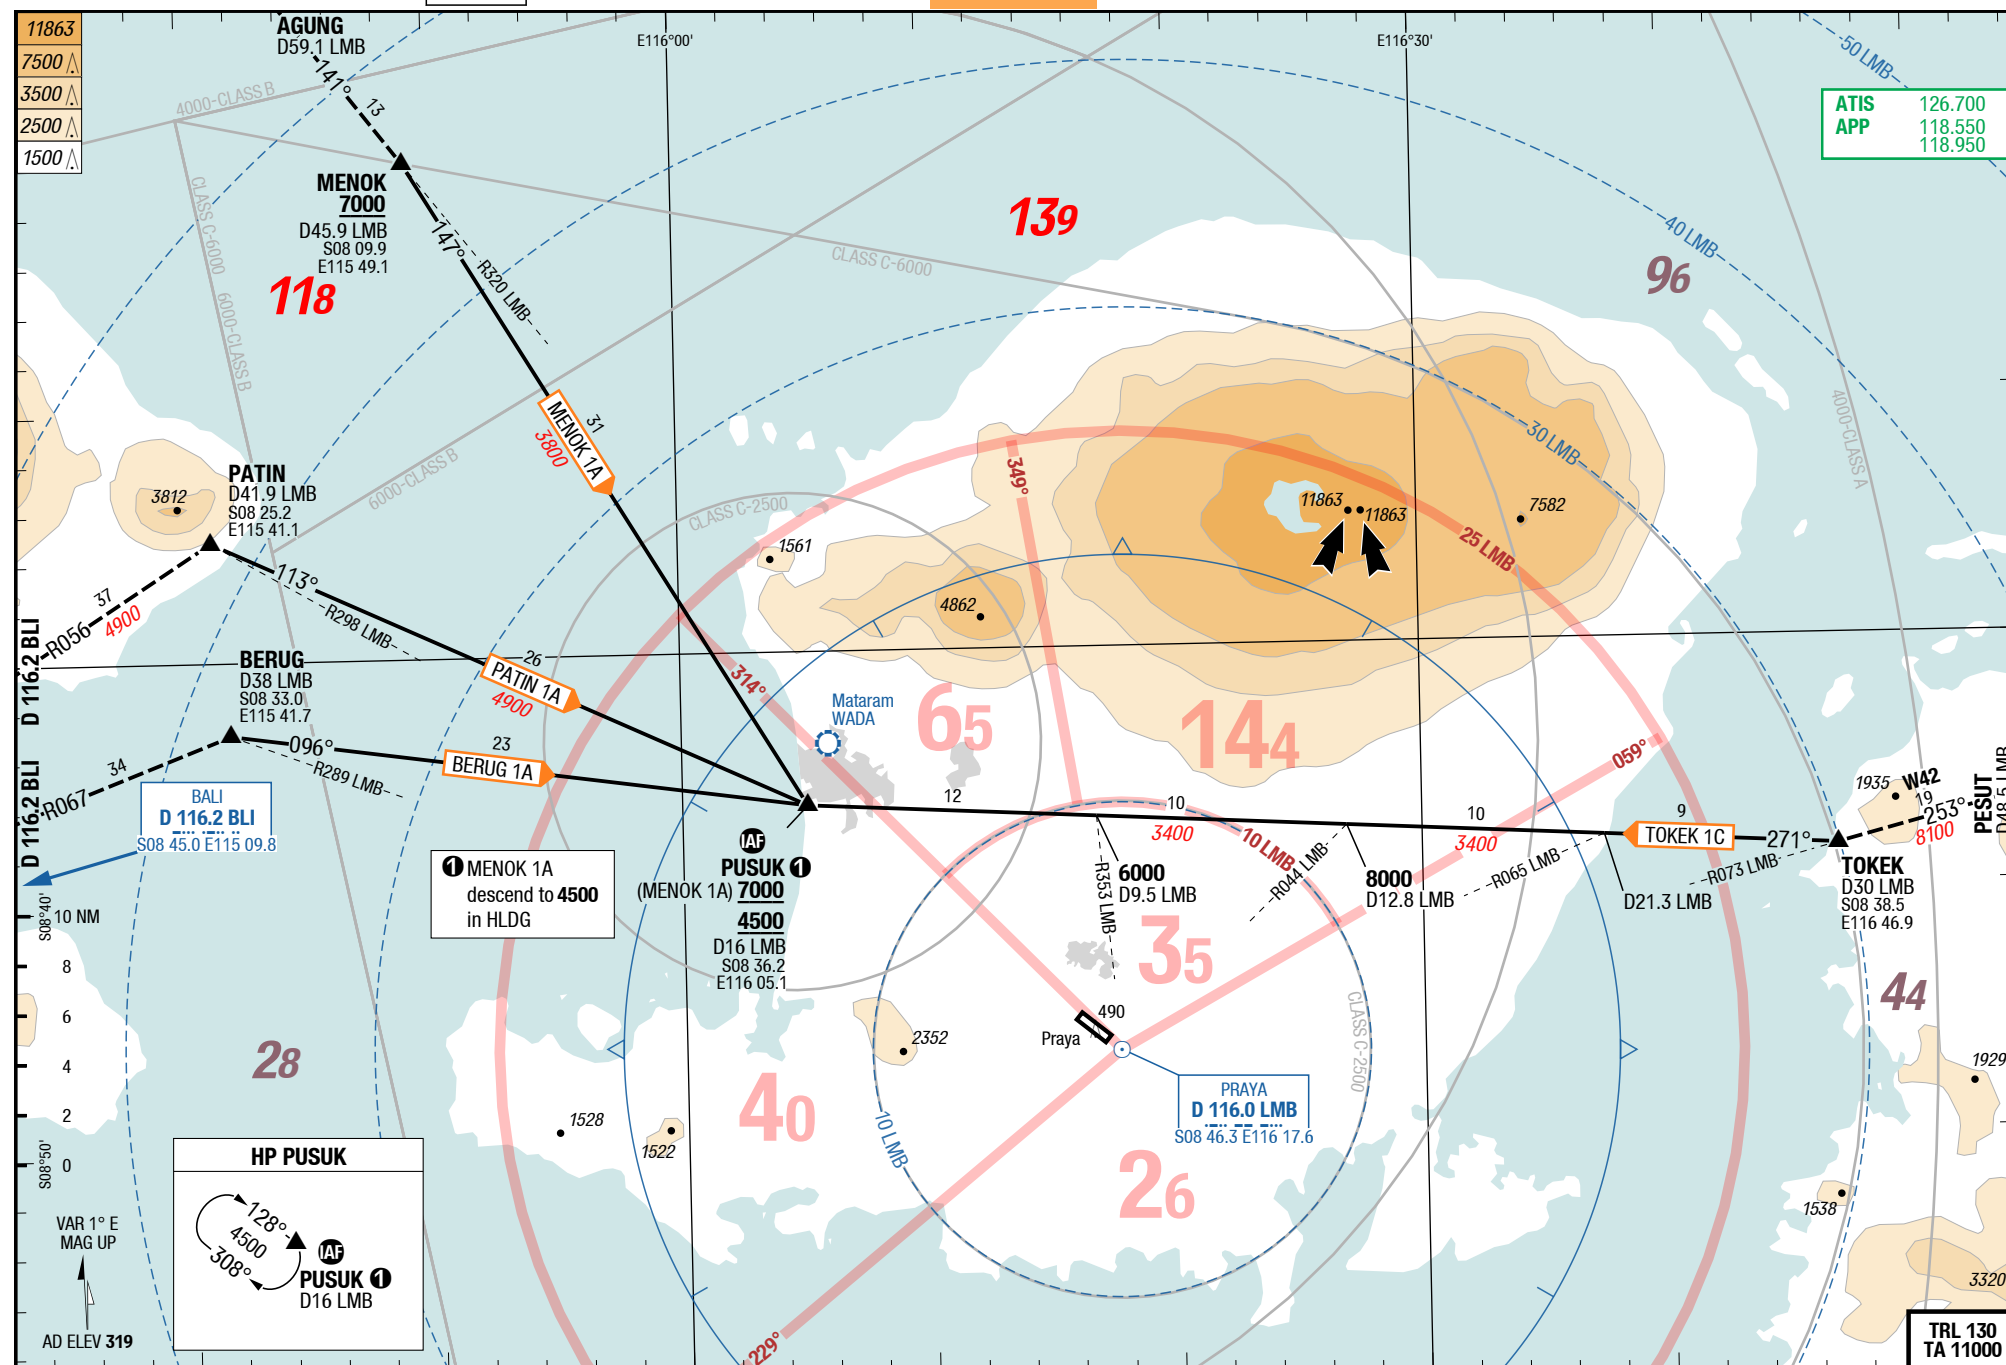 11863
7500
3500
2500
1500
AGUNG
D59.1 LMB
141°
13
4000-CLASS B
E116°00'
E116°30'
50 LMB
ATIS 126.700
APP 118.550
118.950
MENOK
7000
D45.9 LMB
S08 09.9
E115 49.1
147°
R320 LMB
CLASS C-6000
6000-CLASS B
118
139
CLASS C-6000
40 LMB
96
31
MENOK 1A
3800
6000-CLASS B
4000-CLASS A
30 LMB
PATIN
D41.9 LMB
S08 25.2
E115 41.1
3812
CLASS C-2500
1561
349°
11863
11863
7582
25 LMB
113°
R298 LMB
37
4900
R056
D 116.2 BLI
4862
26
PATIN 1A
4900
314°
Mataram
WADA
65
144
059°
BERUG
D38 LMB
S08 33.0
E115 41.7
096°
R289 LMB
23
BERUG 1A
34
R067
D 116.2 BLI
BALI
D 116.2 BLI
S08 45.0 E115 09.8
12
10
3400
10 LMB
10
3400
9
TOKEK 1C
271°
1935
W42
19
253°
8100
PESUT
D48.5 LMB
TOKEK
D30 LMB
S08 38.5
E116 46.9
R073 LMB
R065 LMB
D21.3 LMB
8000
D12.8 LMB
R044 LMB
6000
D9.5 LMB
R353 LMB
IAF
PUSUK 1
(MENOK 1A) 7000
4500
D16 LMB
S08 36.2
E116 05.1
1 MENOK 1A
descend to 4500
in HLDG
S08°40'
10 NM
8
6
4
2
0
S08°50'
28
35
44
490
Praya
2352
CLASS C-2500
1929
40
1528
1522
10 LMB
PRAYA
D 116.0 LMB
S08 46.3 E116 17.6
26
1538
3320
HP PUSUK
128°
4500
308°
IAF
PUSUK 1
D16 LMB
VAR 1° E
MAG UP
AD ELEV 319
229°
TRL 130
TA 11000